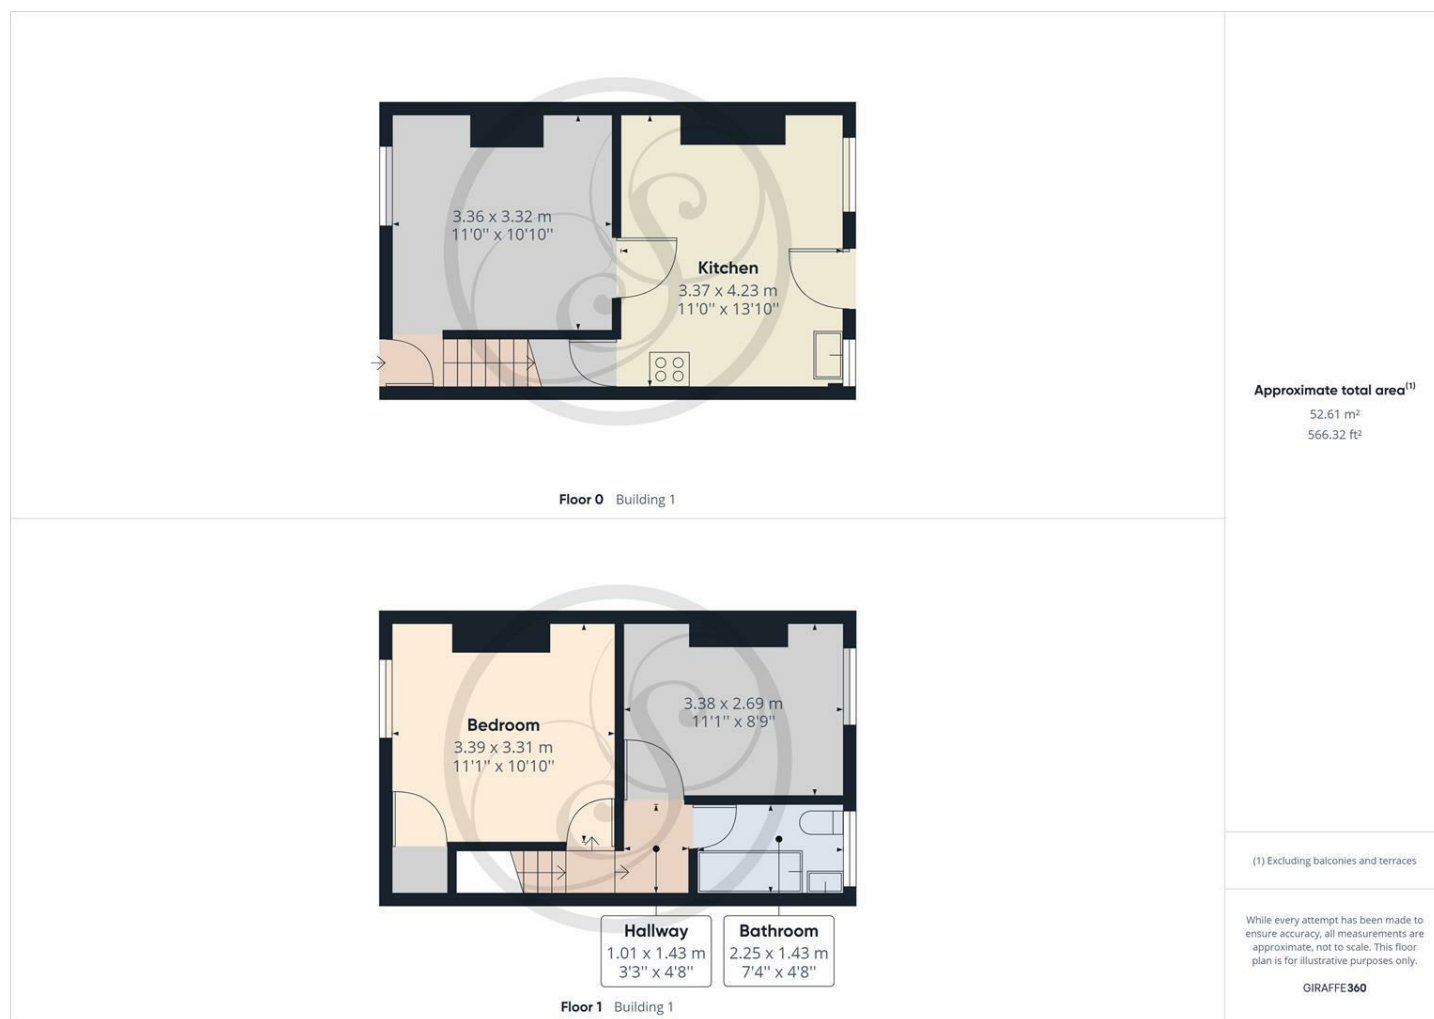 3.36 x 3.32 m
11'0" x 10'10"
Kitchen
3.37 x 4.23 m
11'0" x 13'10"
Floor 0 Building 1
Approximate total area(1)
52.61 m²
566.32 ft²
Bedroom
3.39 x 3.31 m
11'1" x 10'10"
3.38 x 2.69 m
11'1" x 8'9"
Hallway
1.01 x 1.43 m
3'3" x 4'8"
Bathroom
2.25 x 1.43 m
7'4" x 4'8"
Floor 1 Building 1
(1) Excluding balconies and terraces
While every attempt has been made to
ensure accuracy, all measurements are
approximate, not to scale. This floor
plan is for illustrative purposes only.
GIRAFFE360